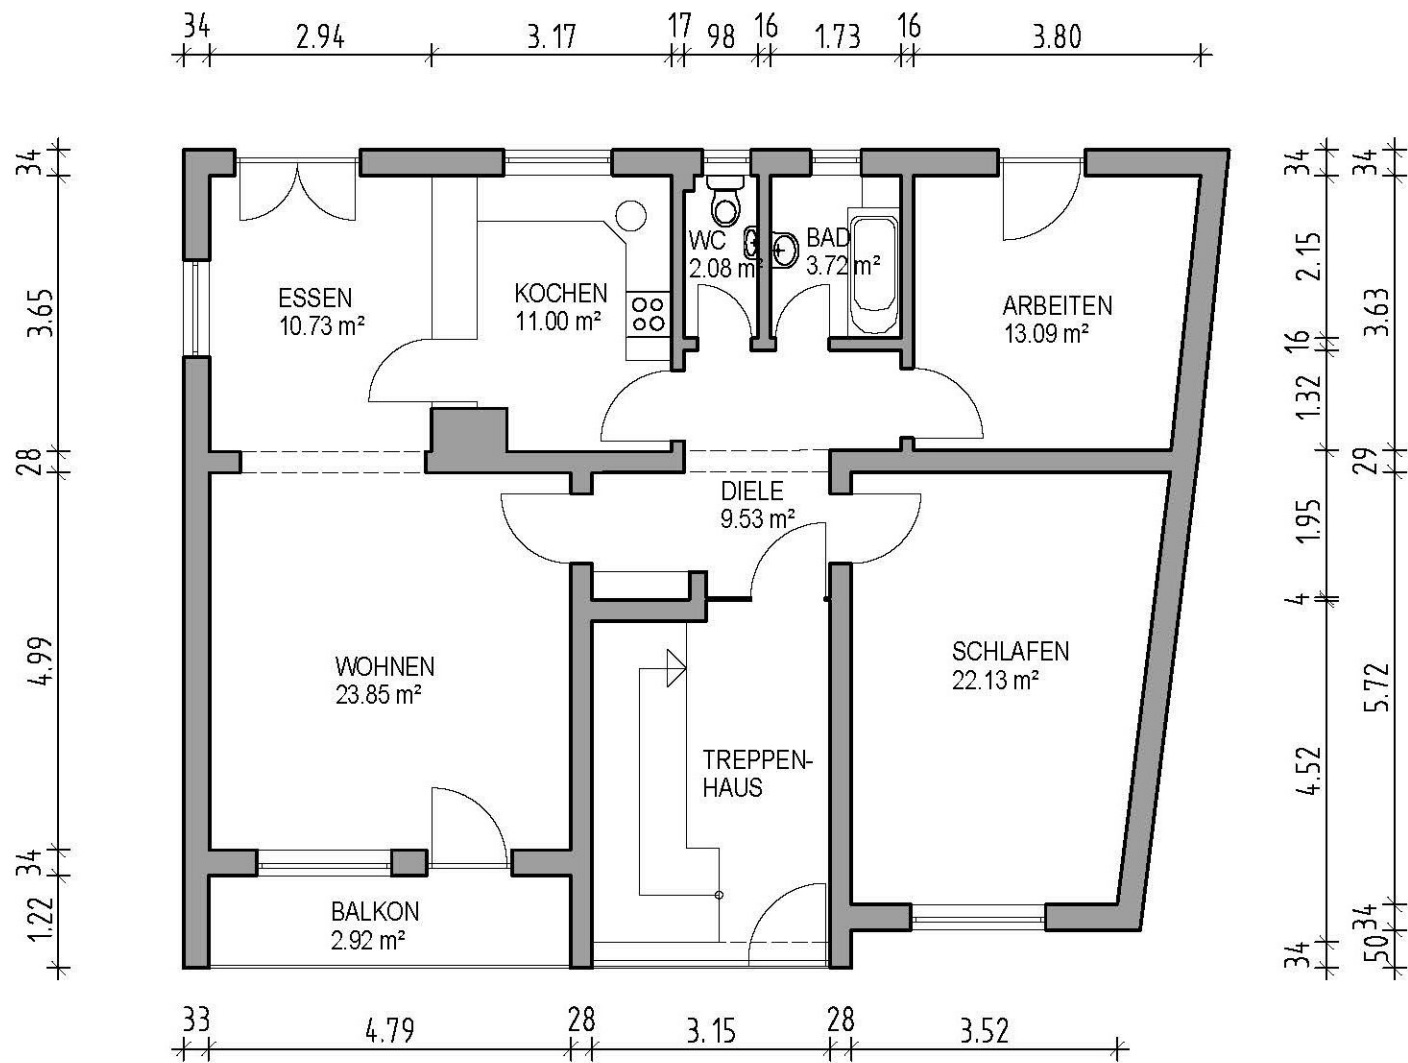 34 2.94 3.17 17 98 16 1.73 16 3.80
34
3.65
28
4.99
34
1.22
ESSEN
10.73 m²
KOCHEN
11.00 m²
WC
2.08 m²
BAD
3.72 m²
ARBEITEN
13.09 m²
DIELE
9.53 m²
WOHNEN
23.85 m²
SCHLAFEN
22.13 m²
TREPPEN-
HAUS
BALKON
2.92 m²
34
2.15
16
1.32
1.95
4
4.52
34
34
3.63
29
5.72
34
50
33 4.79 28 3.15 28 3.52